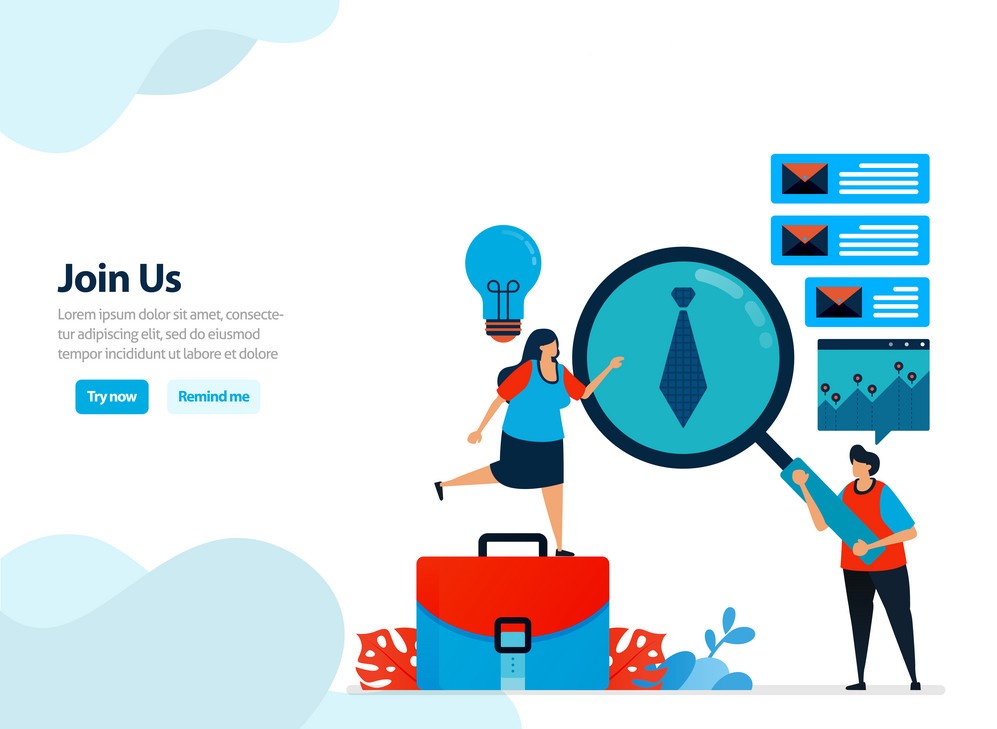 Join Us
Lorem ipsum dolor sit amet, consecte-
tur adipiscing elit, sed do eiusmod
tempor incididunt ut labore et dolore
Try now
Remind me